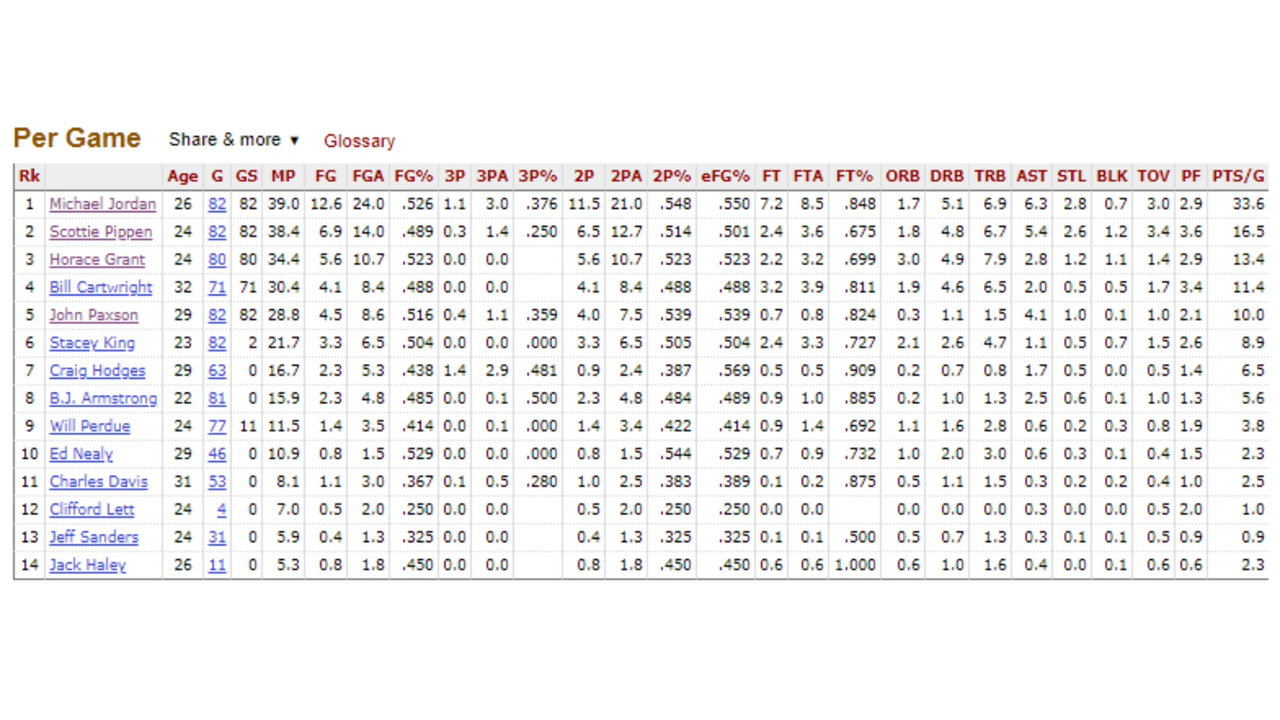 Per Game Share & more ▼ Glossary
Rk Age G GS MP FG FGA FG% 3P 3PA 3P% 2P 2PA 2P% eFG% FT FTA FT% ORB DRB TRB AST STL BLK TOV PF PTS/G
1 Michael Jordan 26 82 82 39.0 12.6 24.0 .526 1.1 3.0 .376 11.5 21.0 .548 .550 7.2 8.5 .848 1.7 5.1 6.9 6.3 2.8 0.7 3.0 2.9 33.6
2 Scottie Pippen 24 82 82 38.4 6.9 14.0 .489 0.3 1.4 .250 6.5 12.7 .514 .501 2.4 3.6 .675 1.8 4.8 6.7 5.4 2.6 1.2 3.4 3.6 16.5
3 Horace Grant 24 80 80 34.4 5.6 10.7 .523 0.0 0.0 5.6 10.7 .523 .523 2.2 3.2 .699 3.0 4.9 7.9 2.8 1.2 1.1 1.4 2.9 13.4
4 Bill Cartwright 32 71 71 30.4 4.1 8.4 .488 0.0 0.0 4.1 8.4 .488 .488 3.2 3.9 .811 1.9 4.6 6.5 2.0 0.5 0.5 1.7 3.4 11.4
5 John Paxson 29 82 82 28.8 4.5 8.6 .516 0.4 1.1 .359 4.0 7.5 .539 .539 0.7 0.8 .824 0.3 1.1 1.5 4.1 1.0 0.1 1.0 2.1 10.0
6 Stacey King 23 82 2 21.7 3.3 6.5 .504 0.0 0.0 .000 3.3 6.5 .505 .504 2.4 3.3 .727 2.1 2.6 4.7 1.1 0.5 0.7 1.5 2.6 8.9
7 Craig Hodges 29 63 0 16.7 2.3 5.3 .438 1.4 2.9 .481 0.9 2.4 .387 .569 0.5 0.5 .909 0.2 0.7 0.8 1.7 0.5 0.0 0.5 1.4 6.5
8 B.J. Armstrong 22 81 0 15.9 2.3 4.8 .485 0.0 0.1 .500 2.3 4.8 .484 .489 0.9 1.0 .885 0.2 1.0 1.3 2.5 0.6 0.1 1.0 1.3 5.6
9 Will Perdue 24 77 11 11.5 1.4 3.5 .414 0.0 0.1 .000 1.4 3.4 .422 .414 0.9 1.4 .692 1.1 1.6 2.8 0.6 0.2 0.3 0.8 1.9 3.8
10 Ed Nealy 29 46 0 10.9 0.8 1.5 .529 0.0 0.0 .000 0.8 1.5 .544 .529 0.7 0.9 .732 1.0 2.0 3.0 0.6 0.3 0.1 0.4 1.5 2.3
11 Charles Davis 31 53 0 8.1 1.1 3.0 .367 0.1 0.5 .280 1.0 2.5 .383 .389 0.1 0.2 .875 0.5 1.1 1.5 0.3 0.2 0.2 0.4 1.0 2.5
12 Clifford Lett 24 4 0 7.0 0.5 2.0 .250 0.0 0.0 0.5 2.0 .250 .250 0.0 0.0 0.0 0.0 0.0 0.3 0.0 0.0 0.5 2.0 1.0
13 Jeff Sanders 24 31 0 5.9 0.4 1.3 .325 0.0 0.0 0.4 1.3 .325 .325 0.1 0.1 .500 0.5 0.7 1.3 0.3 0.1 0.1 0.5 0.9 0.9
14 Jack Haley 26 11 0 5.3 0.8 1.8 .450 0.0 0.0 0.8 1.8 .450 .450 0.6 0.6 1.000 0.6 1.0 1.6 0.4 0.0 0.1 0.6 0.6 2.3